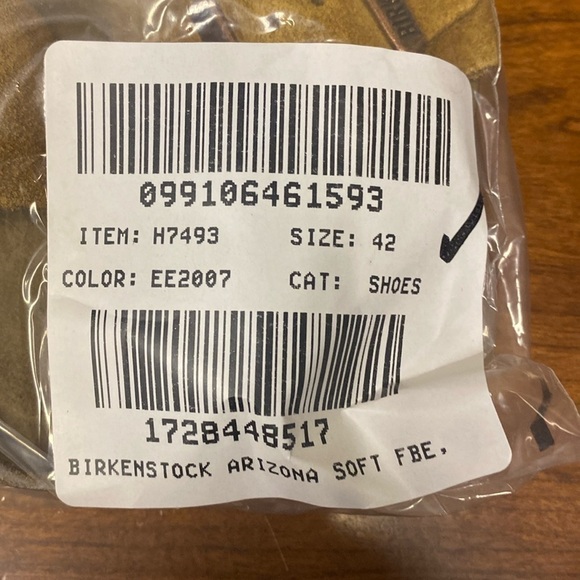 099106461593
ITEM: H7493 SIZE: 42
COLOR: EE2007 CAT: SHOES
1728448517
BIRKENSTOCK ARIZONA SOFT FBE,